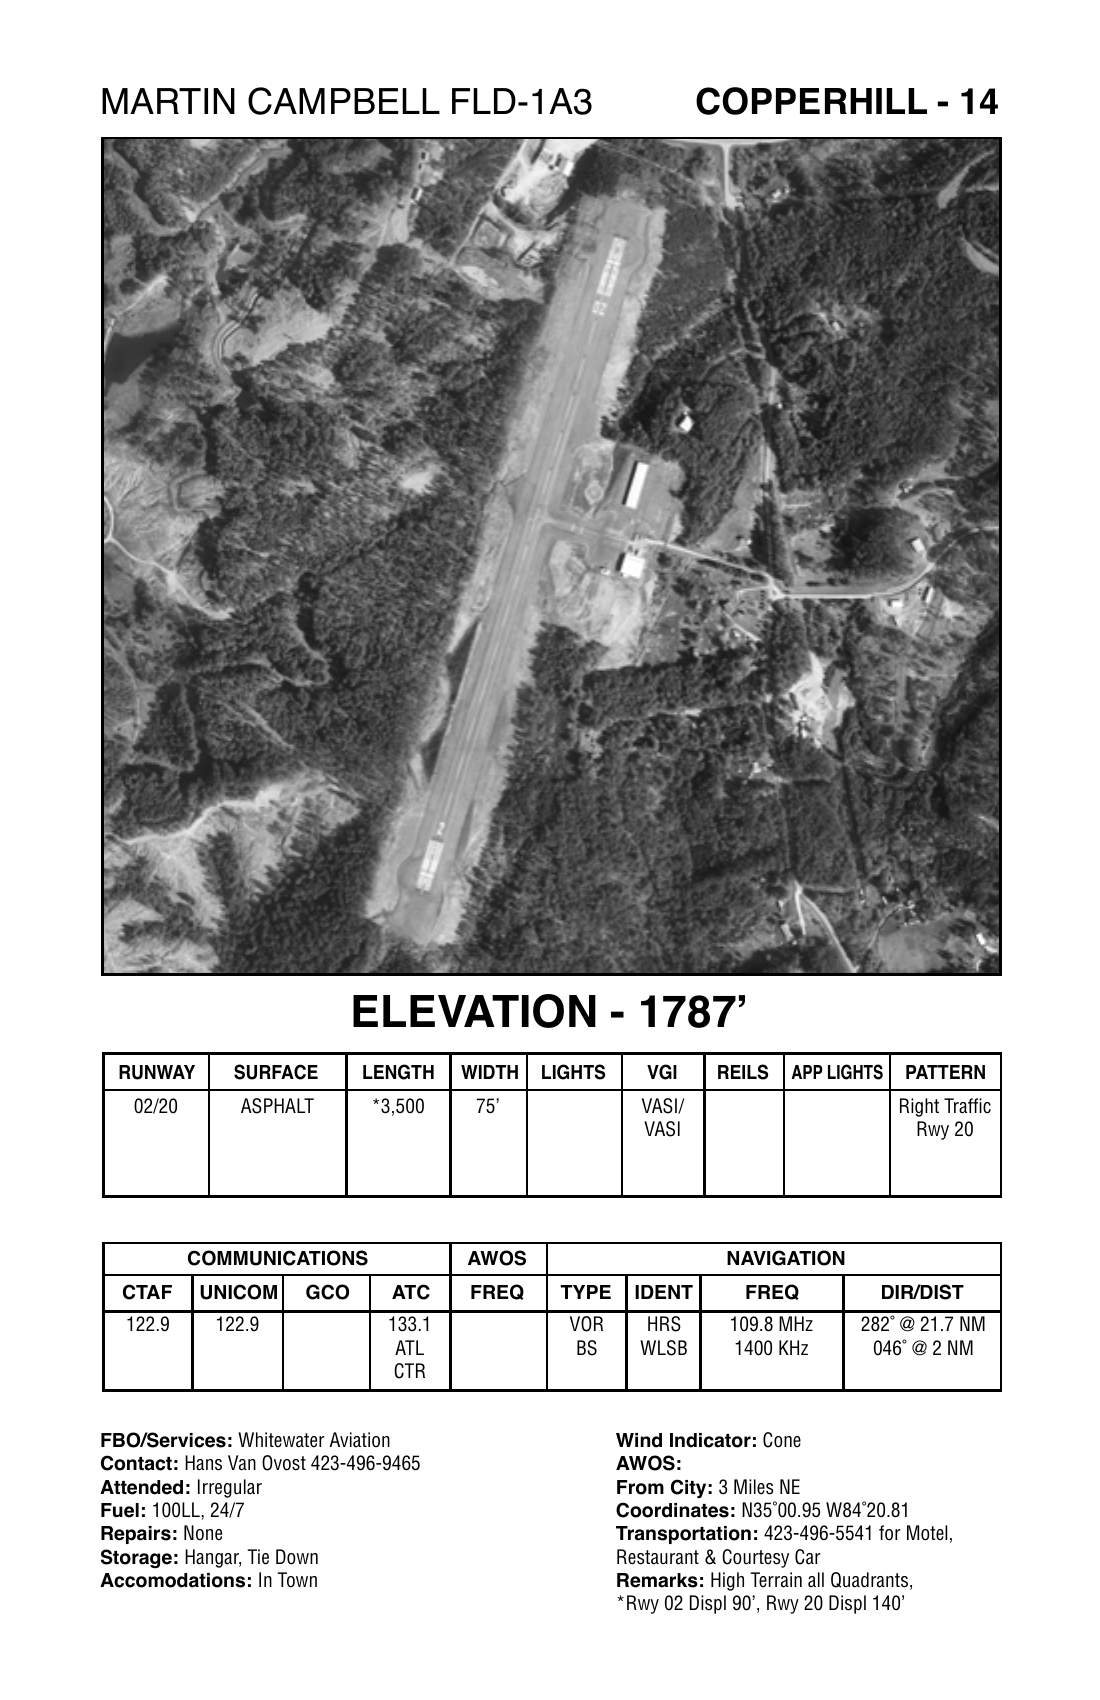 MARTIN CAMPBELL FLD-1A3 COPPERHILL - 14
20
2
ELEVATION - 1787’
RUNWAY SURFACE LENGTH WIDTH LIGHTS VGI REILS APP LIGHTS PATTERN
02/20 ASPHALT *3,500 75’ VASI/ Right Traffic
VASI Rwy 20
COMMUNICATIONS AWOS NAVIGATION
CTAF UNICOM GCO ATC FREQ TYPE IDENT FREQ DIR/DIST
122.9 122.9 133.1 VOR HRS 109.8 MHz 282˚ @ 21.7 NM
ATL BS WLSB 1400 KHz 046˚ @ 2 NM
CTR
FBO/Services: Whitewater Aviation
Contact: Hans Van Ovost 423-496-9465
Attended: Irregular
Fuel: 100LL, 24/7
Repairs: None
Storage: Hangar, Tie Down
Accomodations: In Town
Wind Indicator: Cone
AWOS:
From City: 3 Miles NE
Coordinates: N35˚00.95 W84˚20.81
Transportation: 423-496-5541 for Motel,
Restaurant & Courtesy Car
Remarks: High Terrain all Quadrants,
*Rwy 02 Displ 90’, Rwy 20 Displ 140’